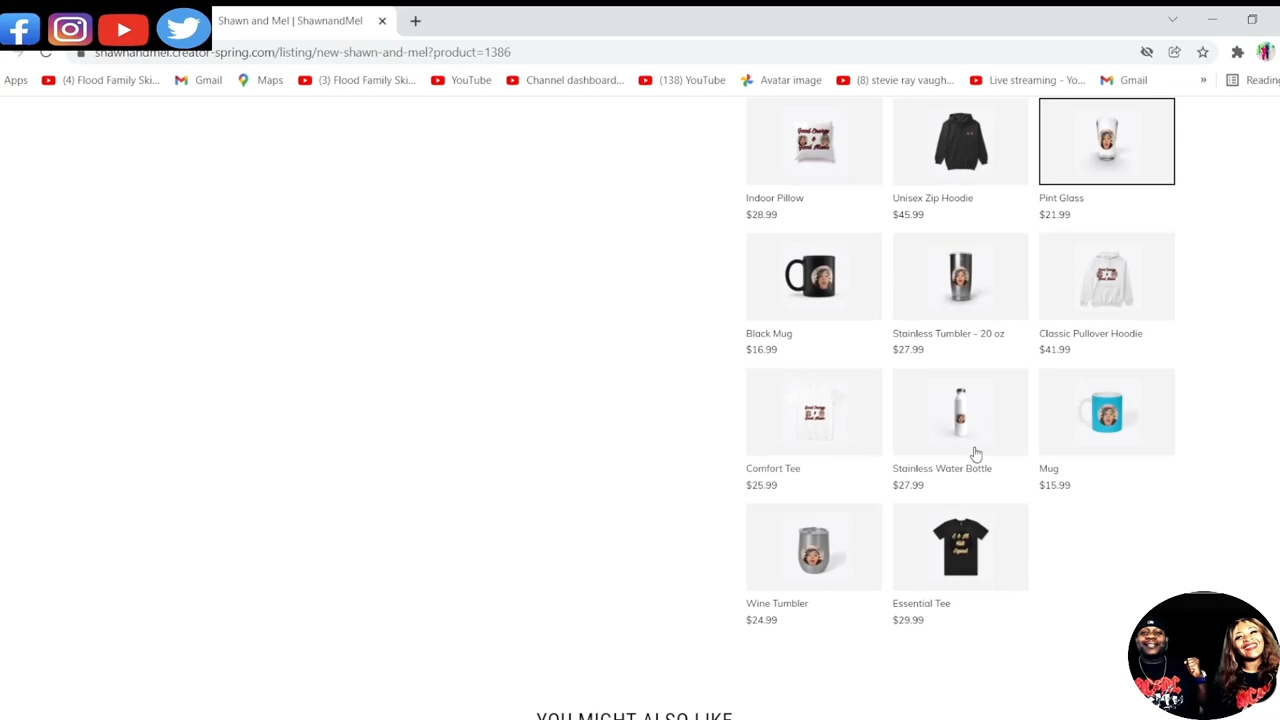 Shawn and Mel | ShawnandMel
shawnandmel.creator-spring.com/listing/new-shawn-and-mel?product=1386
Apps (4) Flood Family Ski... Gmail Maps (3) Flood Family Ski... YouTube Channel dashboard... (138) YouTube Avatar image (8) stevie ray vaugh... Live streaming - Yo... Gmail » Reading
Good Energy
&
Good Music
Indoor Pillow Unisex Zip Hoodie Pint Glass
$28.99 $45.99 $21.99
Black Mug Stainless Tumbler - 20 oz Classic Pullover Hoodie
$16.99 $27.99 $41.99
Comfort Tee Stainless Water Bottle Mug
$25.99 $27.99 $15.99
Wine Tumbler Essential Tee
$24.99 $29.99
YOU MIGHT ALSO LIKE